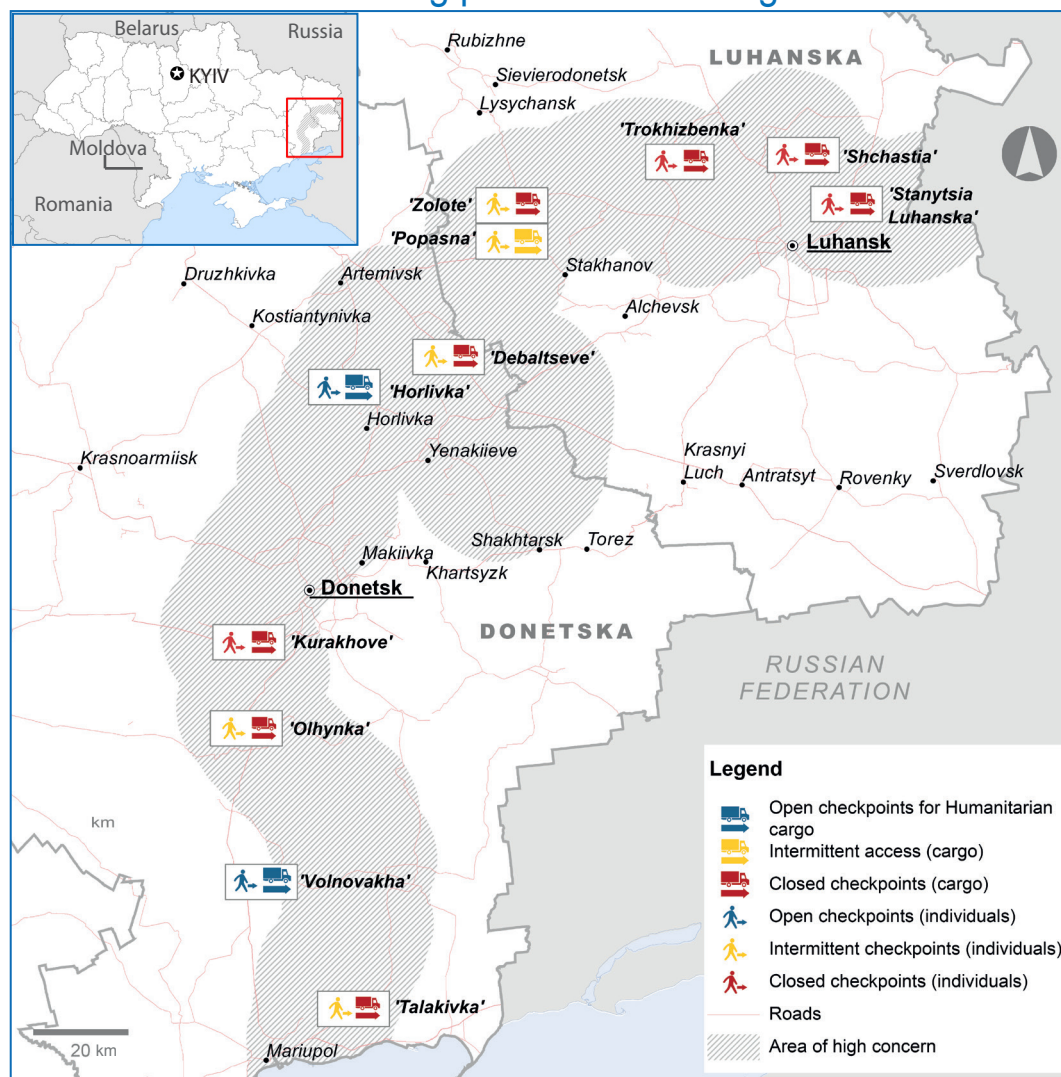 Belarus
Russia
KYIV
Moldova
Romania
Rubizhne
Sievierodonetsk
Lysychansk
LUHANSKA
'Trokhizbenka'
'Shchastia'
'Zolote'
'Stanytsia
Luhanska'
'Popasna'
Luhansk
Stakhanov
Druzhkivka
Artemivsk
Kostiantynivka
Alchevsk
'Debaltseve'
'Horlivka'
Horlivka
Yenakiieve
Krasnoarmiisk
Krasnyi
Luch
Antratsyt
Rovenky
Sverdlovsk
Shakhtarsk
Torez
Makiivka
Khartsyzk
Donetsk
DONETSKA
'Kurakhove'
RUSSIAN
FEDERATION
'Olhynka'
km
'Volnovakha'
'Talakivka'
20 km
Mariupol
Legend
Open checkpoints for Humanitarian
cargo
Intermittent access (cargo)
Closed checkpoints (cargo)
Open checkpoints (individuals)
Intermittent checkpoints (individuals)
Closed checkpoints (individuals)
Roads
Area of high concern